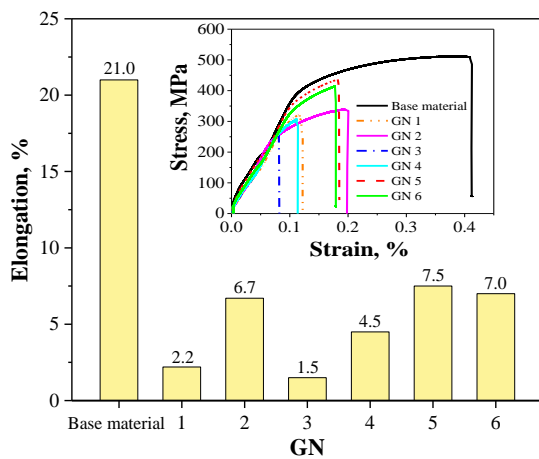 Elongation, %
25
20
15
10
5
0
21.0
2.2
6.7
1.5
4.5
7.5
7.0
Base material 1 2 3 4 5 6
GN
Stress, MPa
600
500
400
300
200
100
0
Base material
GN 1
GN 2
GN 3
GN 4
GN 5
GN 6
0.0 0.1 0.2 0.3 0.4
Strain, %